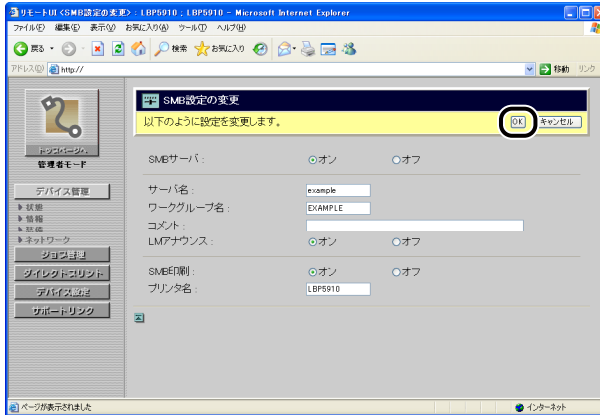 リモートUI <SMB設定の変更> : LBP5910 ; LBP5910 - Microsoft Internet Explorer
ファイル(F) 編集(E) 表示(V) お気に入り(A) ツール(T) ヘルプ(H)
戻る 検索 お気に入り
アドレス(D) http:// 移動 リンク
SMB設定の変更
以下のように設定を変更します。 OK キャンセル
トップページへ
管理者モード
デバイス管理
状態
情報
ネットワーク
ジョブ管理
ダイレクトプリント
デバイス設定
サポートリンク
SMBサーバ : オン オフ
サーバ名 : example
ワークグループ名 : EXAMPLE
コメント :
LMアナウンス : オン オフ
SMB印刷 : オン オフ
プリンタ名 : LBP5910
ページが表示されました インターネット